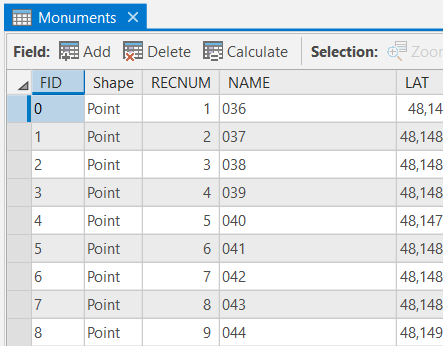 Monuments
Field: Add Delete Calculate Selection: Zoom
FID Shape RECNUM NAME LAT
0 Point 1 036 48,14
1 Point 2 037 48,148
2 Point 3 038 48,148
3 Point 4 039 48,148
4 Point 5 040 48,147
5 Point 6 041 48,148
6 Point 7 042 48,148
7 Point 8 043 48,148
8 Point 9 044 48,149